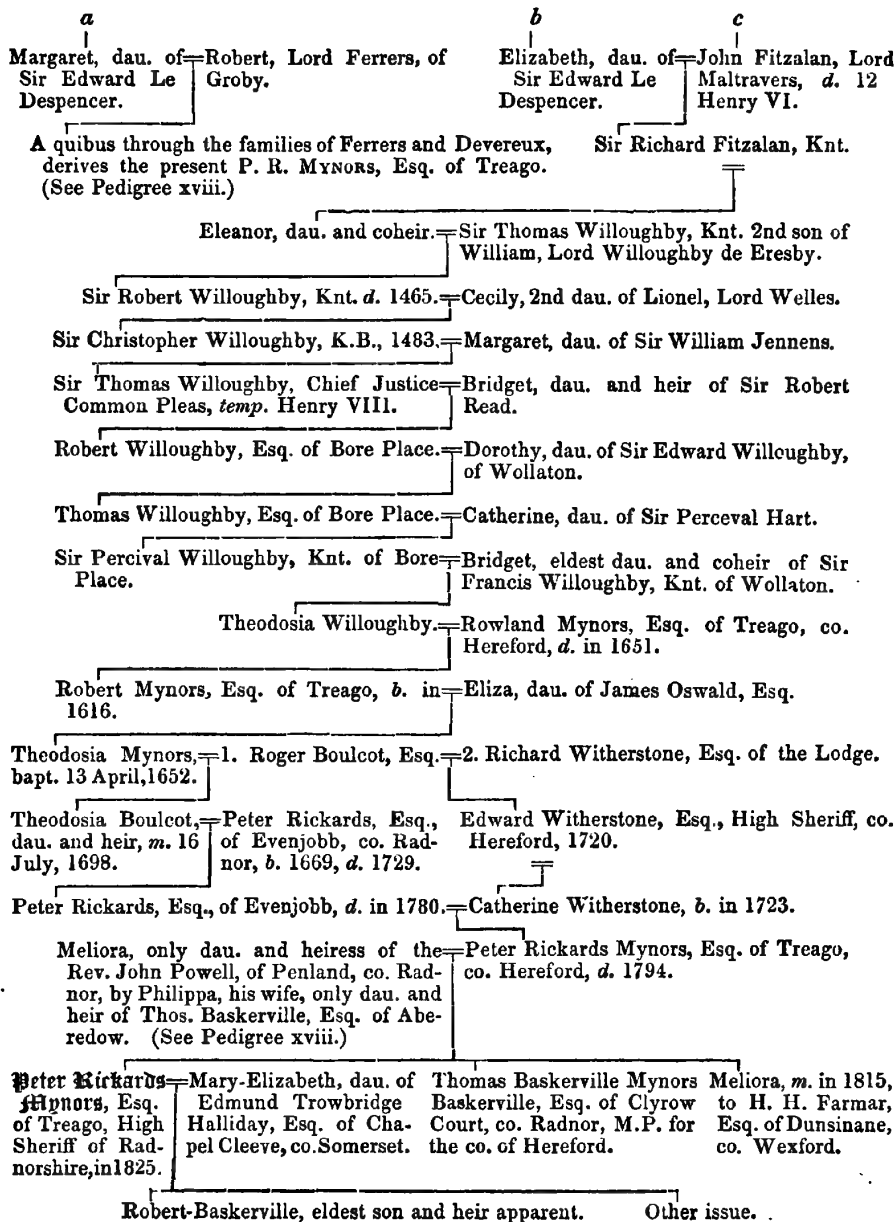 a
b
c
Margaret, dau. of
Sir Edward Le
Despencer.
Robert, Lord Ferrers, of
Groby.
Elizabeth, dau. of
Sir Edward Le
Despencer.
John Fitzalan, Lord
Maltravers, d. 12
Henry VI.
A quibus through the families of Ferrers and Devereux,
derives the present P. R. MYNORS, Esq. of Treago.
(See Pedigree xviii.)
Sir Richard Fitzalan, Knt.
Eleanor, dau. and coheir.
Sir Thomas Willoughby, Knt. 2nd son of
William, Lord Willoughby de Eresby.
Sir Robert Willoughby, Knt. d. 1465.
Cecily, 2nd dau. of Lionel, Lord Welles.
Sir Christopher Willoughby, K.B., 1483.
Margaret, dau. of Sir William Jennens.
Sir Thomas Willoughby, Chief Justice
Common Pleas, temp. Henry VIII.
Bridget, dau. and heir of Sir Robert
Read.
Robert Willoughby, Esq. of Bore Place.
Dorothy, dau. of Sir Edward Willoughby,
of Wollaton.
Thomas Willoughby, Esq. of Bore Place.
Catherine, dau. of Sir Perceval Hart.
Sir Percival Willoughby, Knt. of Bore
Place.
Bridget, eldest dau. and coheir of Sir
Francis Willoughby, Knt. of Wollaton.
Theodosia Willoughby.
Rowland Mynors, Esq. of Treago, co.
Hereford, d. in 1651.
Robert Mynors, Esq. of Treago, b. in
1616.
Eliza, dau. of James Oswald, Esq.
Theodosia Mynors,
bapt. 13 April, 1652.
1. Roger Boulcot, Esq.
2. Richard Witherstone, Esq. of the Lodge.
Theodosia Boulcot,
dau. and heir, m. 16
July, 1698.
Peter Rickards, Esq.,
of Evenjobb, co. Rad-
nor, b. 1669, d. 1729.
Edward Witherstone, Esq., High Sheriff, co.
Hereford, 1720.
Peter Rickards, Esq., of Evenjobb, d. in 1780.
Catherine Witherstone, b. in 1723.
Meliora, only dau. and heiress of the
Rev. John Powell, of Penland, co. Rad-
nor, by Philippa, his wife, only dau. and
heir of Thos. Baskerville, Esq. of Abe-
redow. (See Pedigree xviii.)
Peter Rickards Mynors, Esq. of Treago,
co. Hereford, d. 1794.
Peter Rickards
Mynors, Esq.
of Treago, High
Sheriff of Rad-
norshire, in 1825.
Mary-Elizabeth, dau. of
Edmund Trowbridge
Halliday, Esq. of Cha-
pel Cleeve, co. Somerset.
Thomas Baskerville Mynors
Baskerville, Esq. of Clyrow
Court, co. Radnor, M.P. for
the co. of Hereford.
Meliora, m. in 1815,
to H. H. Farmar,
Esq. of Dunsinane,
co. Wexford.
Robert-Baskerville, eldest son and heir apparent.
Other issue.